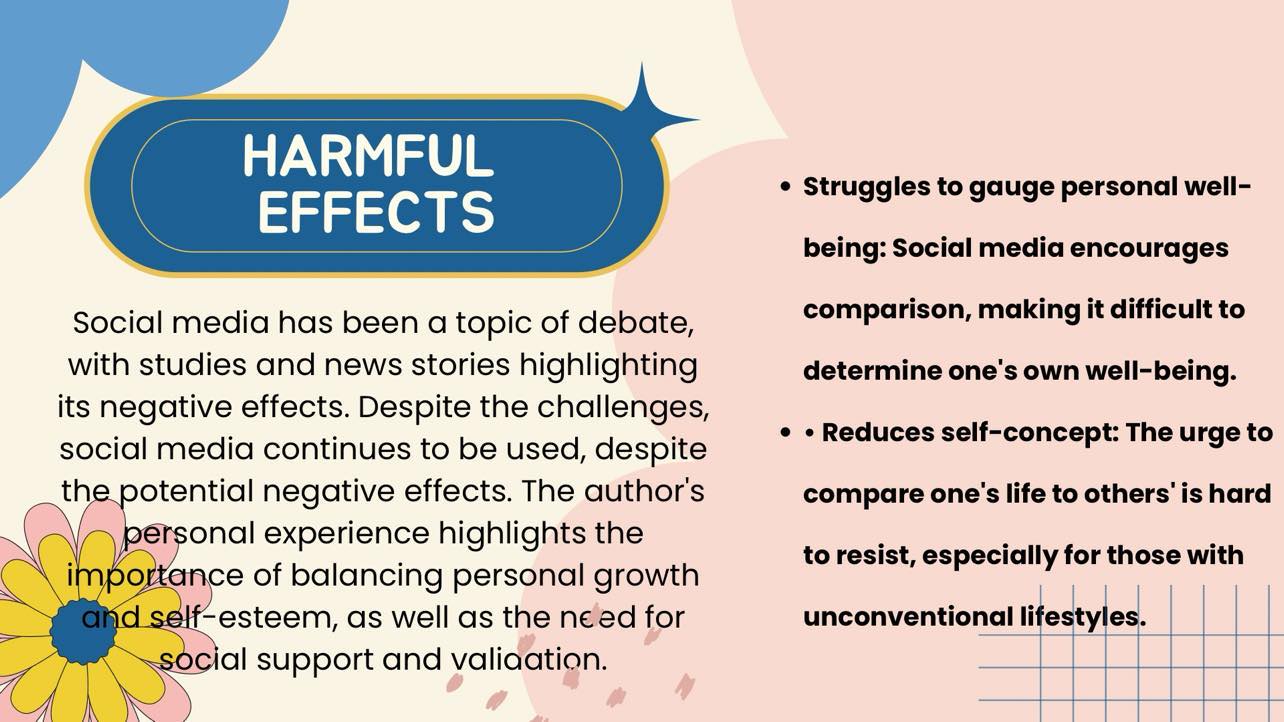 HARMFUL
EFFECTS
Social media has been a topic of debate,
with studies and news stories highlighting
its negative effects. Despite the challenges,
social media continues to be used, despite
the potential negative effects. The author's
personal experience highlights the
importance of balancing personal growth
and self-esteem, as well as the need for
social support and validation.
• Struggles to gauge personal well-
being: Social media encourages
comparison, making it difficult to
determine one's own well-being.
• • Reduces self-concept: The urge to
compare one's life to others' is hard
to resist, especially for those with
unconventional lifestyles.